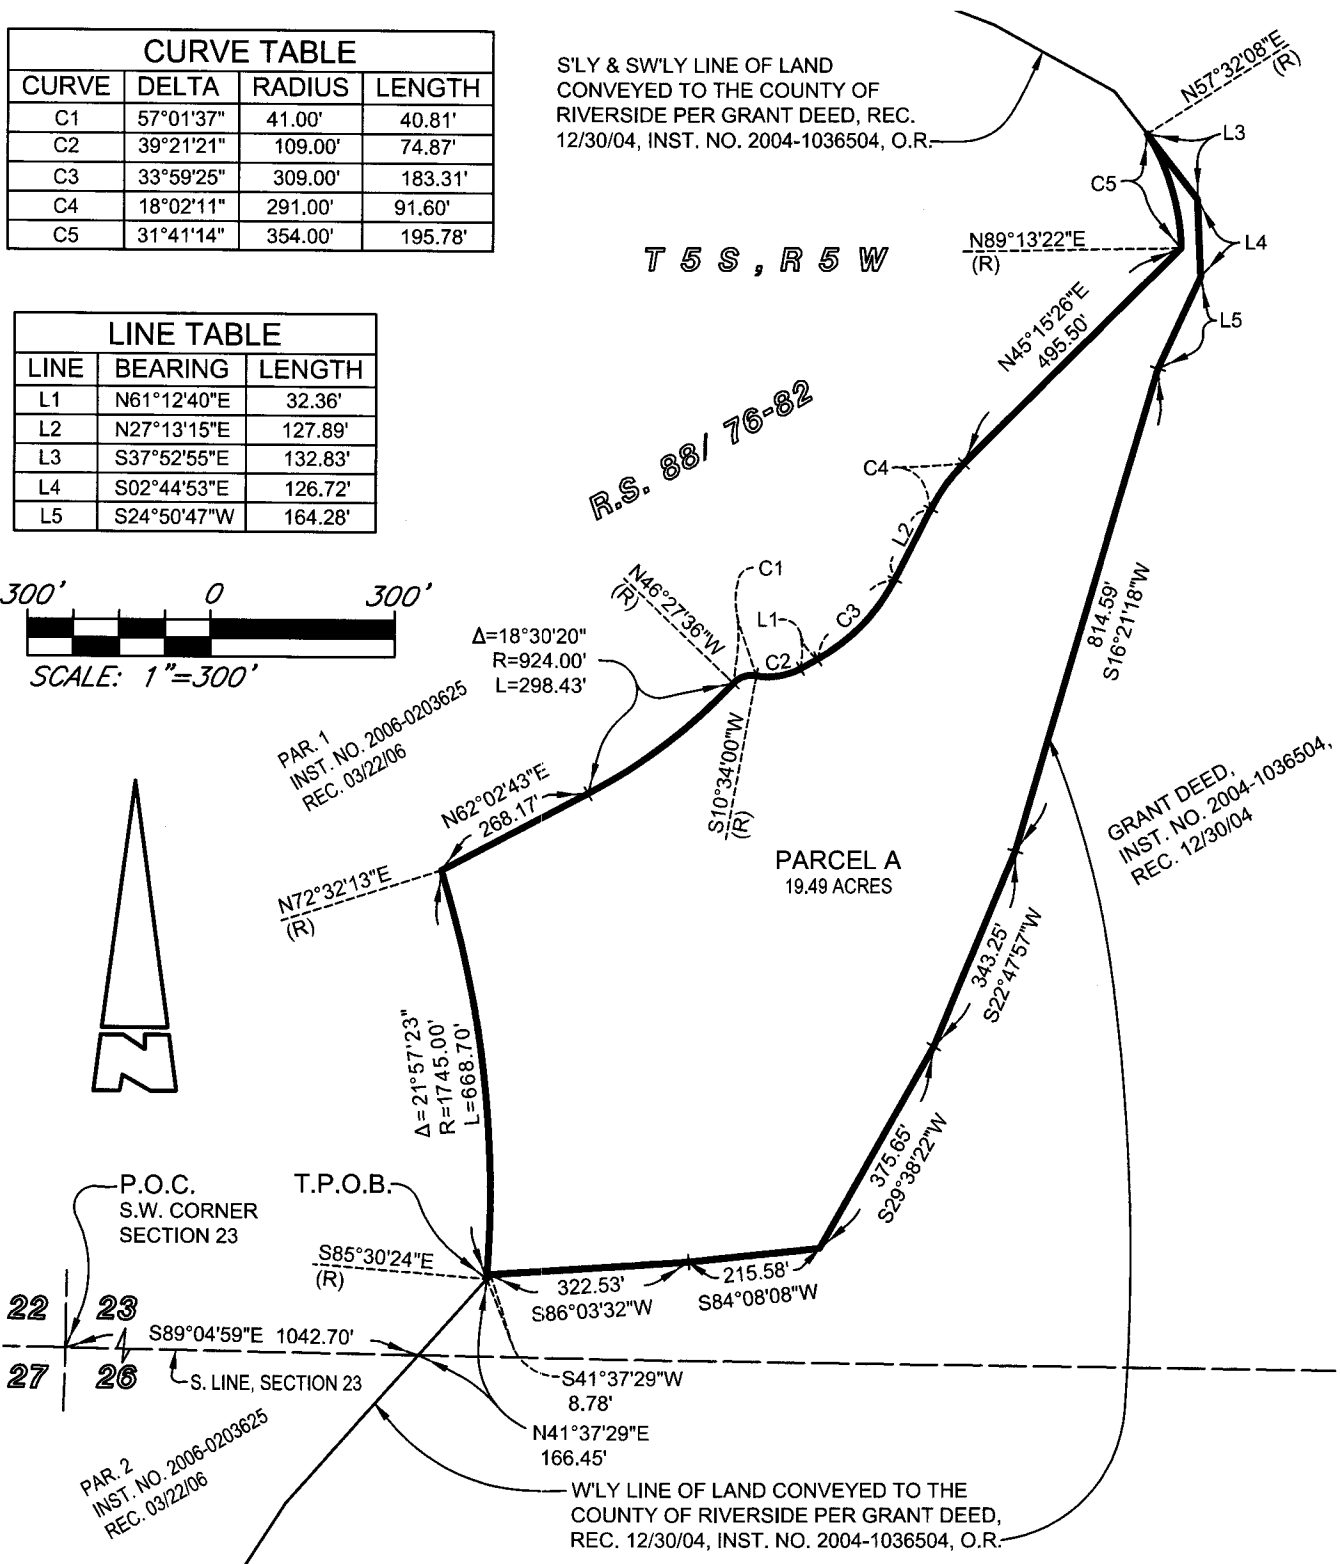 CURVE TABLE
CURVE DELTA RADIUS LENGTH
C1 57°01'37" 41.00' 40.81'
C2 39°21'21" 109.00' 74.87'
C3 33°59'25" 309.00' 183.31'
C4 18°02'11" 291.00' 91.60'
C5 31°41'14" 354.00' 195.78'
S'LY & SW'LY LINE OF LAND
CONVEYED TO THE COUNTY OF
RIVERSIDE PER GRANT DEED, REC.
12/30/04, INST. NO. 2004-1036504, O.R.
N57°32'08"E
(R)
L3
C5
L4
N89°13'22"E
(R)
T 5 S , R 5 W
L5
LINE TABLE
LINE BEARING LENGTH
L1 N61°12'40"E 32.36'
L2 N27°13'15"E 127.89'
L3 S37°52'55"E 132.83'
L4 S02°44'53"E 126.72'
L5 S24°50'47"W 164.28'
N45°15'26"E
495.50'
R.S. 88/ 76-82
C4
L2
300' 0 300'
SCALE: 1"=300'
N46°27'36"W
(R)
C1
L1
C3
C2
Δ=18°30'20"
R=924.00'
L=298.43'
814.59'
S16°21'18"W
PAR. 1
INST. NO. 2006-0203625
REC. 03/22/06
S10°34'00"W
(R)
N62°02'43"E
268.17'
GRANT DEED,
INST. NO. 2004-1036504,
REC. 12/30/04
PARCEL A
19.49 ACRES
N72°32'13"E
(R)
343.25'
S22°47'57"W
N
Δ=21°57'23"
R=1745.00'
L=668.70'
375.65'
S29°38'22"W
P.O.C.
S.W. CORNER
SECTION 23
T.P.O.B.
S85°30'24"E
(R)
322.53'
S86°03'32"W
215.58'
S84°08'08"W
22 23
S89°04'59"E 1042.70'
27 26
S. LINE, SECTION 23
S41°37'29"W
8.78'
N41°37'29"E
166.45'
PAR. 2
INST. NO. 2006-0203625
REC. 03/22/06
W'LY LINE OF LAND CONVEYED TO THE
COUNTY OF RIVERSIDE PER GRANT DEED,
REC. 12/30/04, INST. NO. 2004-1036504, O.R.